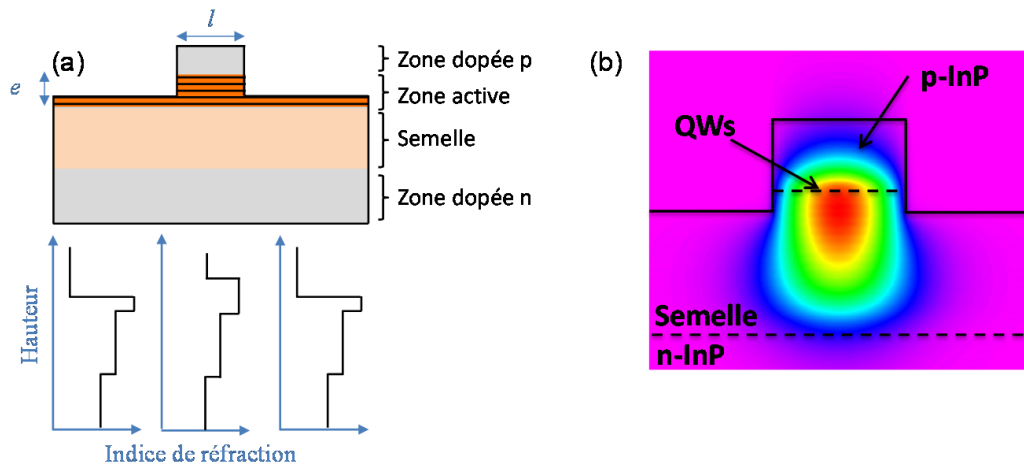 (a)
l
e
Zone dopée p
Zone active
Semelle
Zone dopée n
Hauteur
Indice de réfraction
(b)
p-InP
QWs
Semelle
n-InP